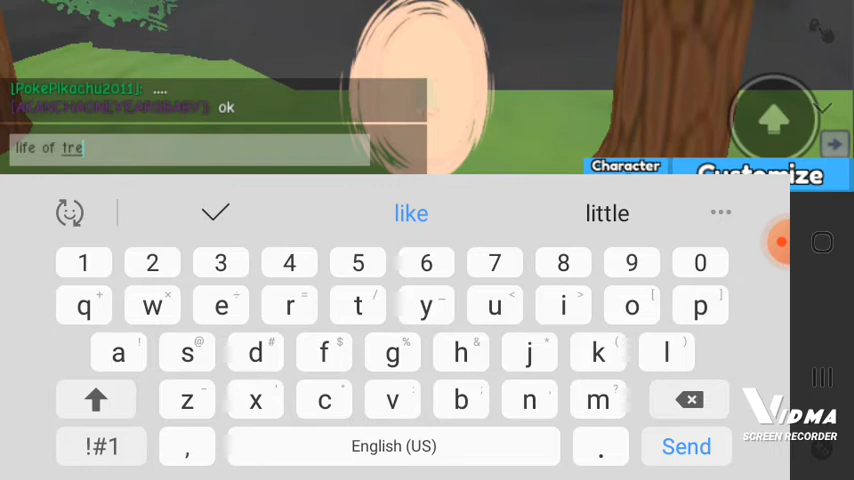 [PokePikachu2011]: ....
[AKANCHAONEYEARSBABY]: ok
life of tre
Character
Customize
like little
1 2 3 4 5 6 7 8 9 0
q + w × e ÷ r = t / y _ u < i > o [ p ]
a ! s @ d # f $ g % h ^ j * k ( l )
z - x ' c " v : b ; n , m ?
!#1 , English (US) . Send
VIDMA
SCREEN RECORDER